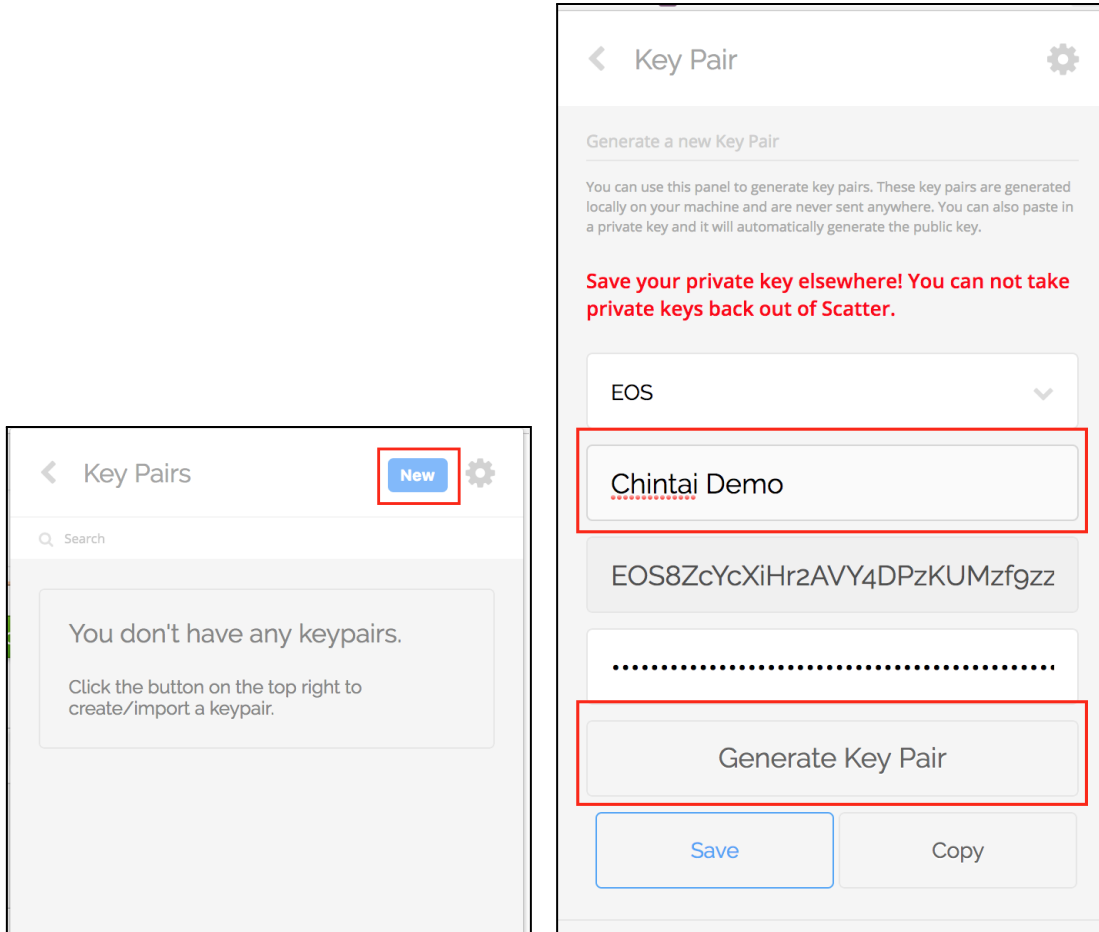 Key Pairs
New
Search
You don't have any keypairs.
Click the button on the top right to
create/import a keypair.
Key Pair
Generate a new Key Pair
You can use this panel to generate key pairs. These key pairs are generated
locally on your machine and are never sent anywhere. You can also paste in
a private key and it will automatically generate the public key.
Save your private key elsewhere! You can not take
private keys back out of Scatter.
EOS
Chintai Demo
EOS8ZcYcXiHr2AVY4DPzKUMzf9zz
Generate Key Pair
Save
Copy